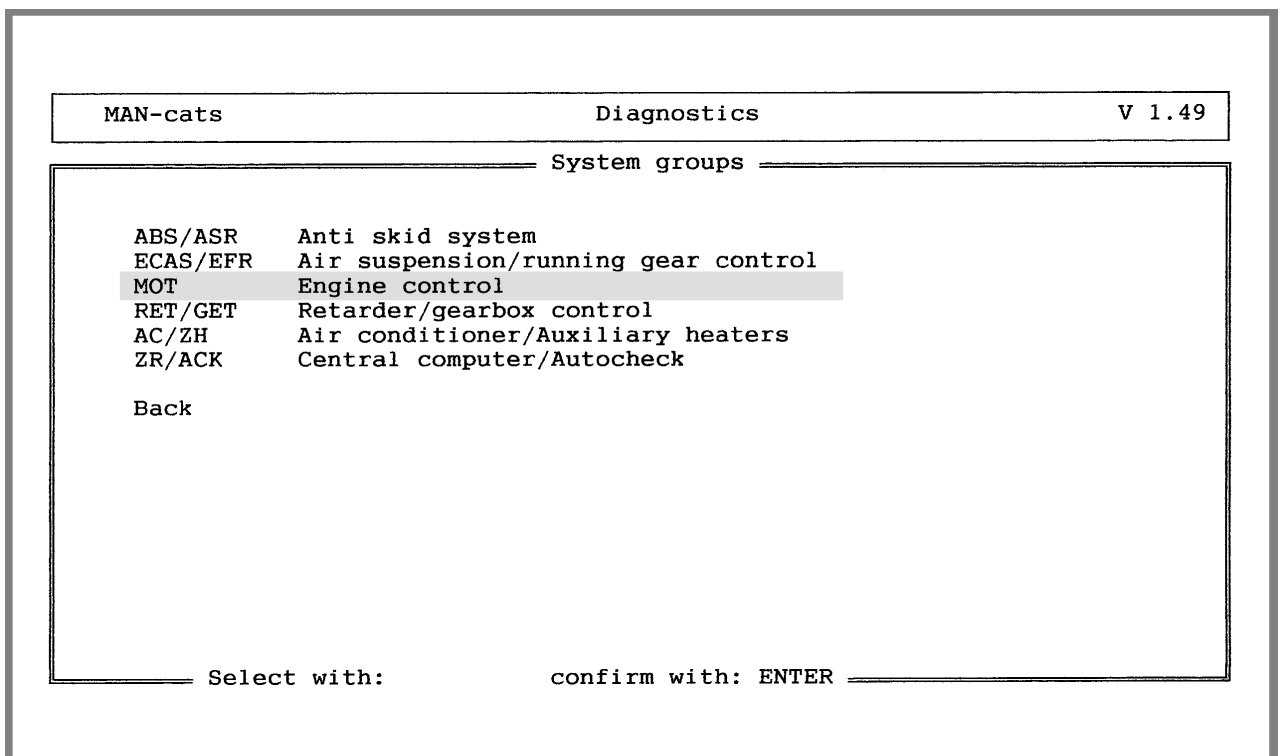 MAN-cats Diagnostics V 1.49
System groups
ABS/ASR Anti skid system
ECAS/EFR Air suspension/running gear control
MOT Engine control
RET/GET Retarder/gearbox control
AC/ZH Air conditioner/Auxiliary heaters
ZR/ACK Central computer/Autocheck
Back
Select with: confirm with: ENTER